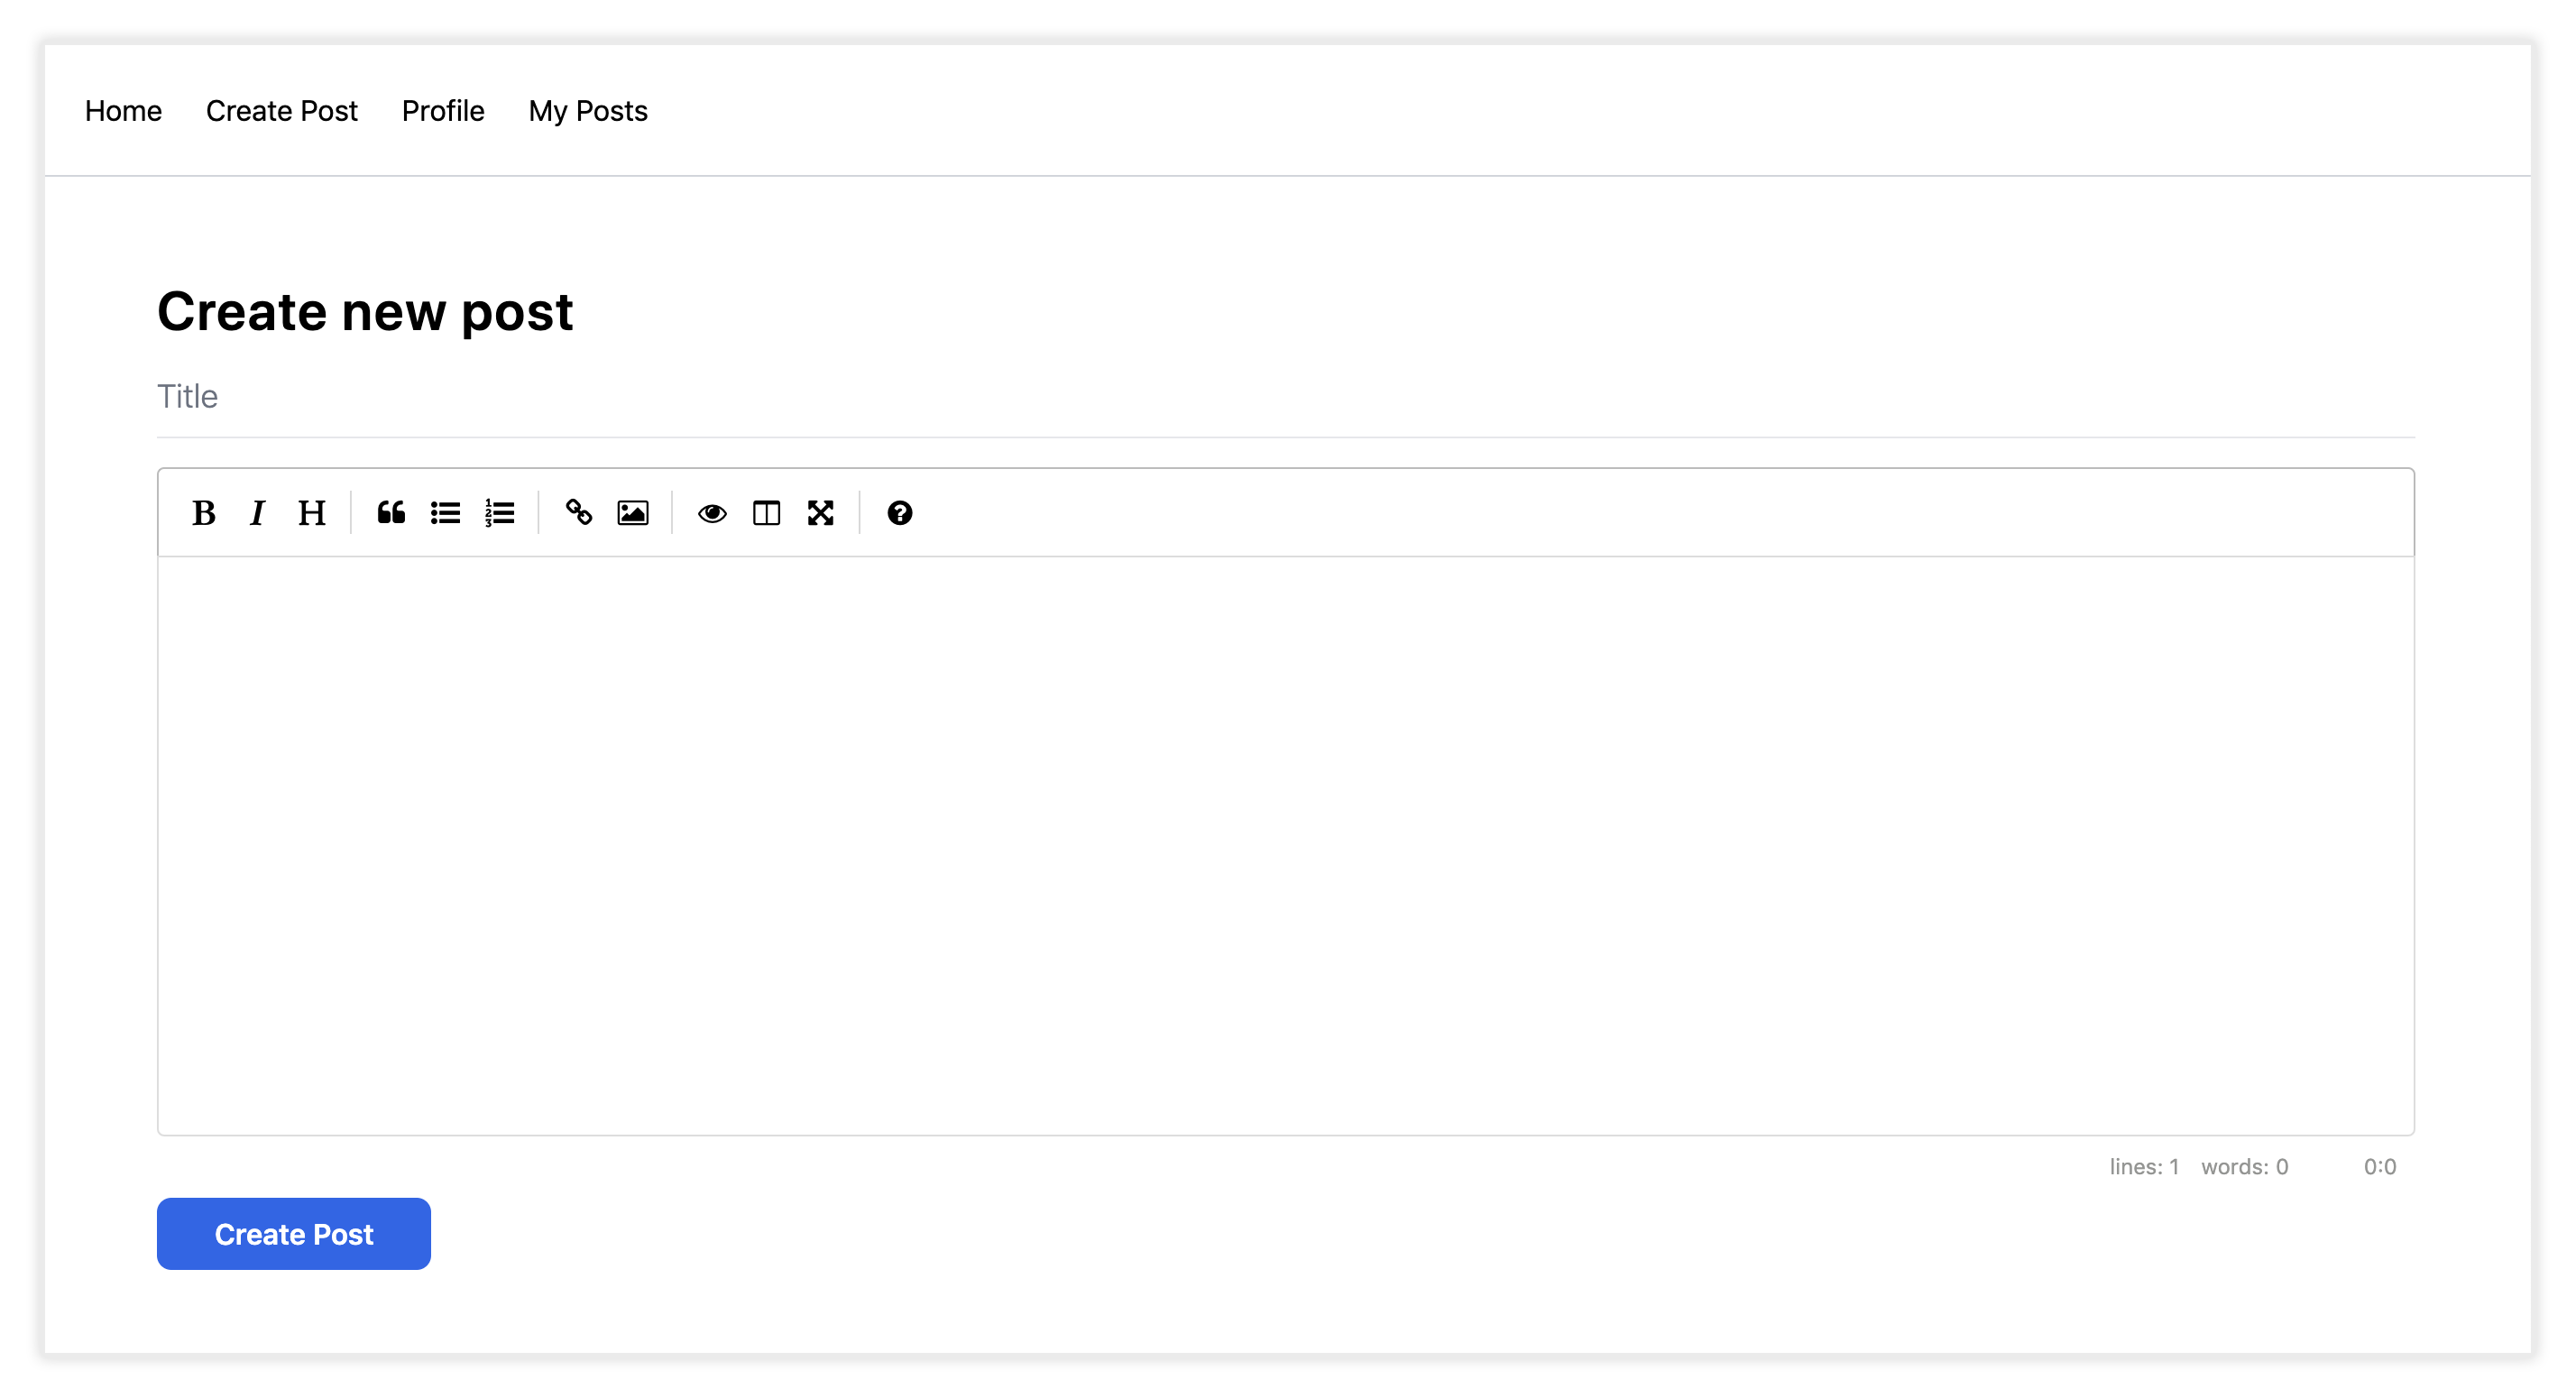 Home Create Post Profile My Posts
Create new post
Title
B I H
lines: 1 words: 0 0:0
Create Post